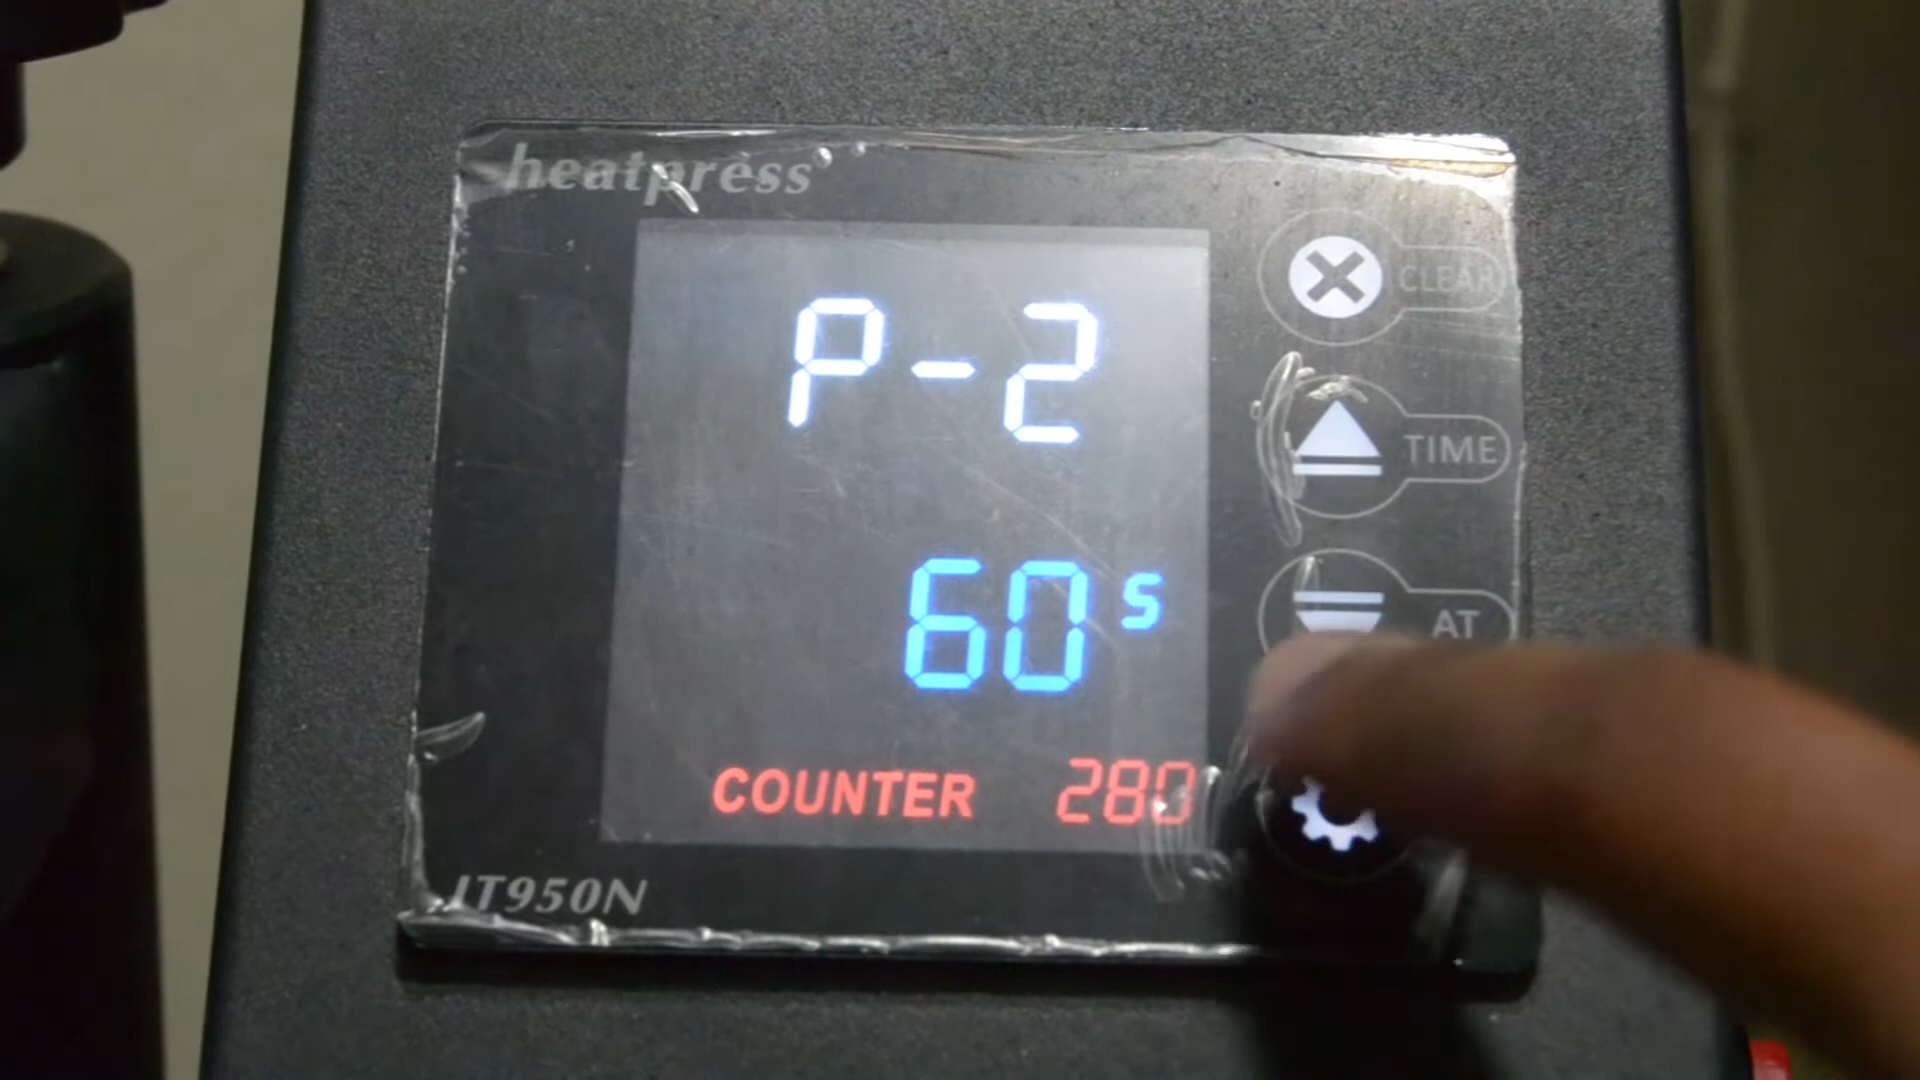 heatpress
CLEAR
P-2
TIME
60s
AT
COUNTER 280
IT950N